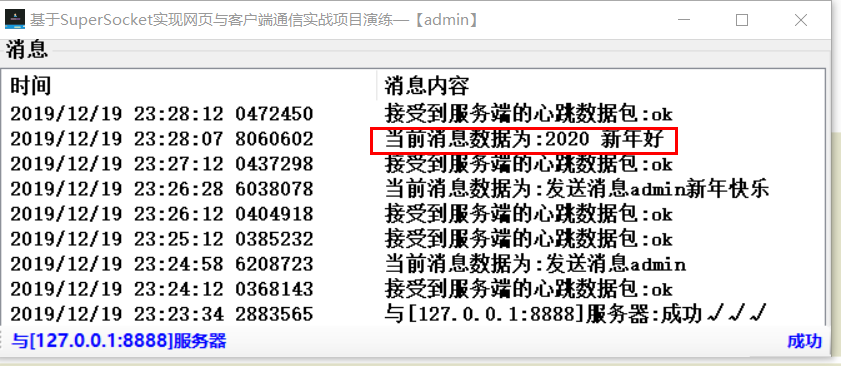 基于SuperSocket实现网页与客户端通信实战项目演练—【admin】
消息
时间 消息内容
2019/12/19 23:28:12 0472450 接受到服务端的心跳数据包:ok
2019/12/19 23:28:07 8060602 当前消息数据为:2020 新年好
2019/12/19 23:27:12 0437298 接受到服务端的心跳数据包:ok
2019/12/19 23:26:28 6038078 当前消息数据为:发送消息admin新年快乐
2019/12/19 23:26:12 0404918 接受到服务端的心跳数据包:ok
2019/12/19 23:25:12 0385232 接受到服务端的心跳数据包:ok
2019/12/19 23:24:58 6208723 当前消息数据为:发送消息admin
2019/12/19 23:24:12 0368143 接受到服务端的心跳数据包:ok
2019/12/19 23:23:34 2883565 与[127.0.0.1:8888]服务器:成功✓✓✓
与[127.0.0.1:8888]服务器 成功